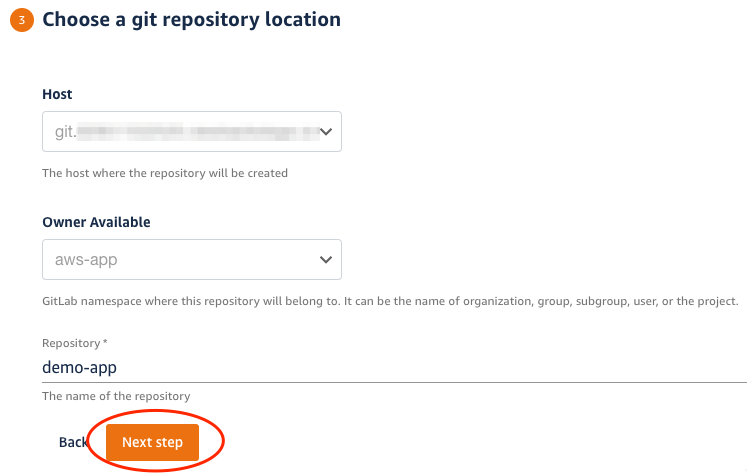 3 Choose a git repository location
Host
git.
The host where the repository will be created
Owner Available
aws-app
GitLab namespace where this repository will belong to. It can be the name of organization, group, subgroup, user, or the project.
Repository *
demo-app
The name of the repository
Back Next step